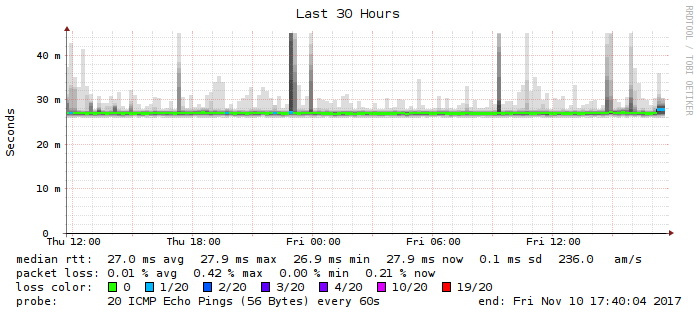 Last 30 Hours
RRDTOOL / TOBI OETIKER
Seconds
40 m
30 m
20 m
10 m
0
Thu 12:00 Thu 18:00 Fri 00:00 Fri 06:00 Fri 12:00
median rtt: 27.0 ms avg 27.9 ms max 26.9 ms min 27.9 ms now 0.1 ms sd 236.0 am/s
packet loss: 0.01 % avg 0.42 % max 0.00 % min 0.21 % now
loss color: 0 1/20 2/20 3/20 4/20 10/20 19/20
probe: 20 ICMP Echo Pings (56 Bytes) every 60s end: Fri Nov 10 17:40:04 2017